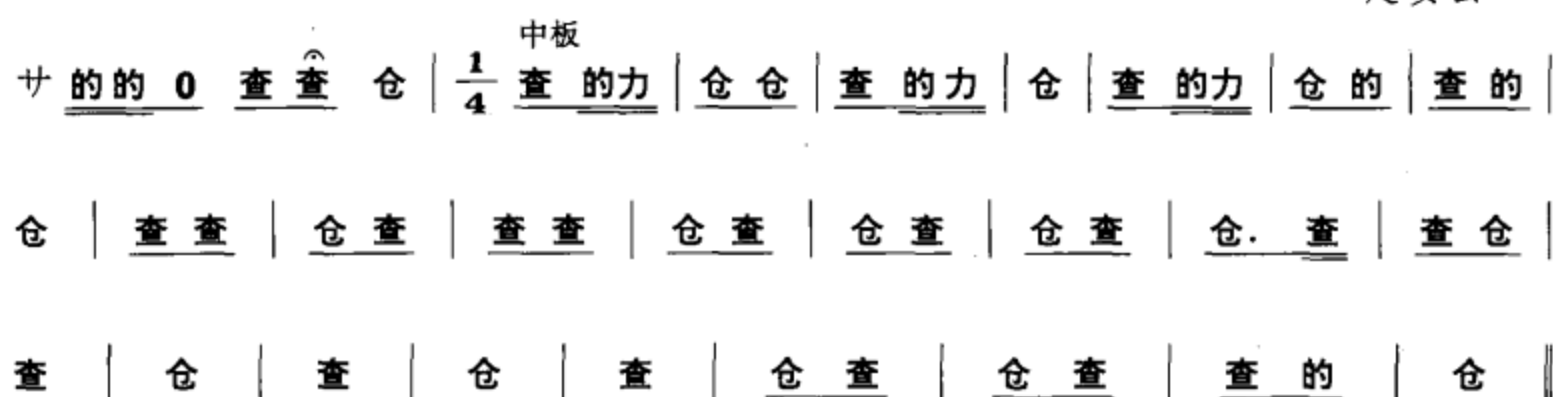 中板
サ 的的 0 查 查 仓 | 1/4 查 的力 | 仓 仓 | 查 的力 | 仓 | 查 的力 | 仓 的 | 查 的 |
仓 | 查 查 | 仓 查 | 查 查 | 仓 查 | 仓 查 | 仓 查 | 仓. 查 | 查 仓 |
查 | 仓 | 查 | 仓 | 查 | 仓 查 | 仓 查 | 查 的 | 仓 ‖